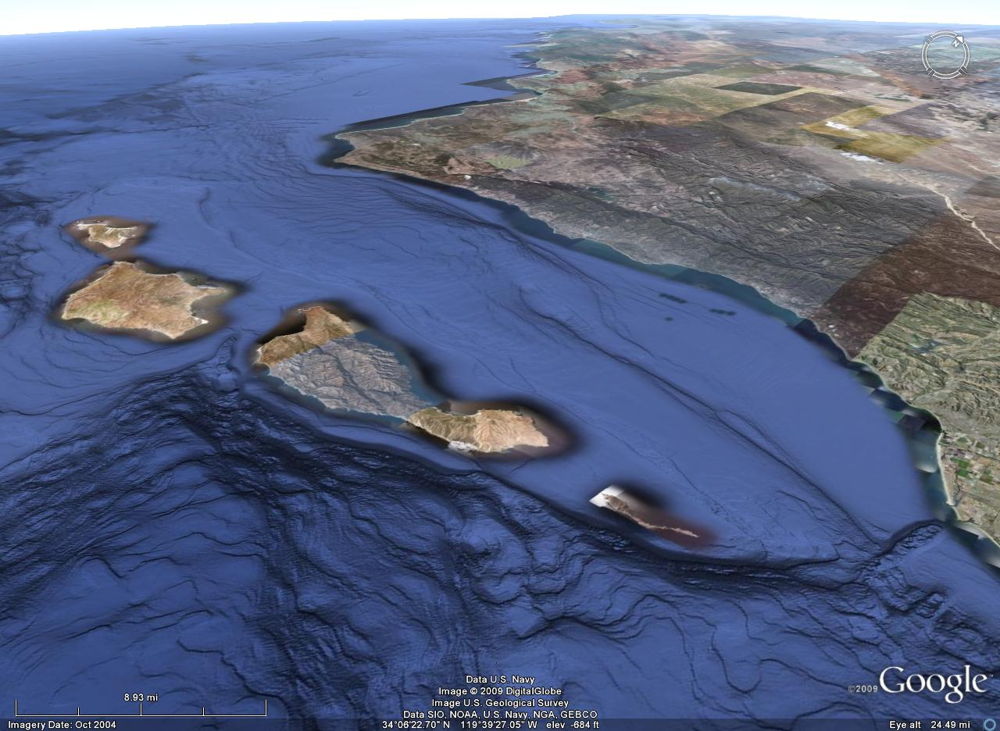 N
8.93 mi
Data U.S. Navy
Image © 2009 DigitalGlobe
Image U.S. Geological Survey
Data SIO, NOAA, U.S. Navy, NGA, GEBCO
©2009 Google™
Imagery Date: Oct 2004
34°06'22.70" N 119°39'27.05" W elev -684 ft
Eye alt 24.49 mi